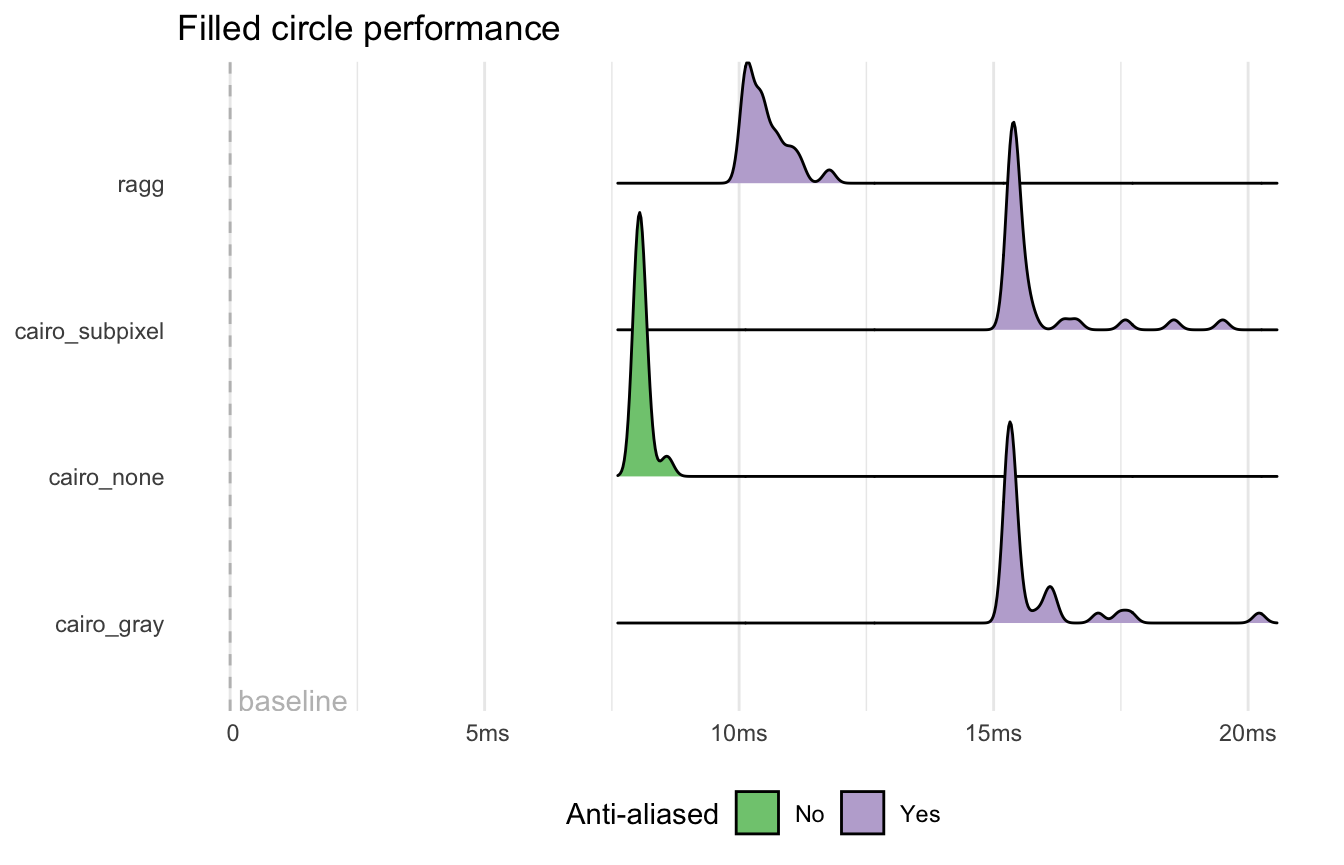 Filled circle performance
ragg
cairo_subpixel
cairo_none
cairo_gray
baseline
0 5ms 10ms 15ms 20ms
Anti-aliased No Yes